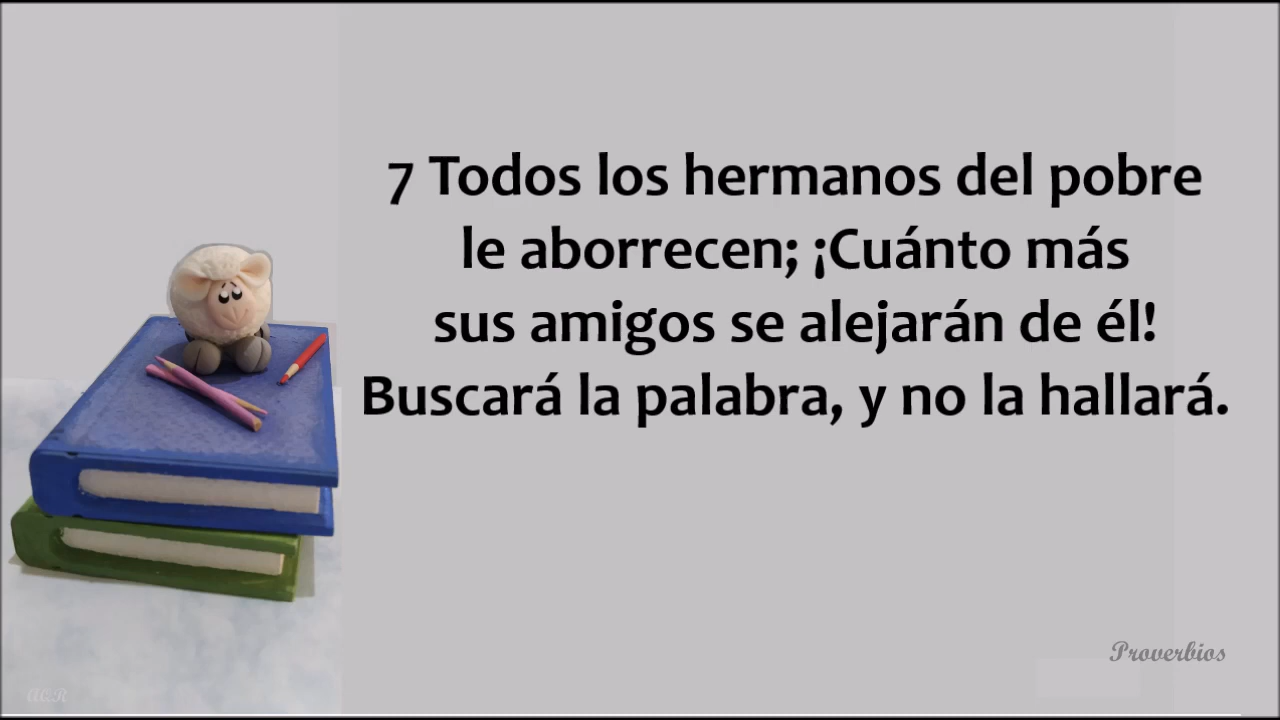 7 Todos los hermanos del pobre
le aborrecen; ¡Cuánto más
sus amigos se alejarán de él!
Buscará la palabra, y no la hallará.
Proverbios
AQR